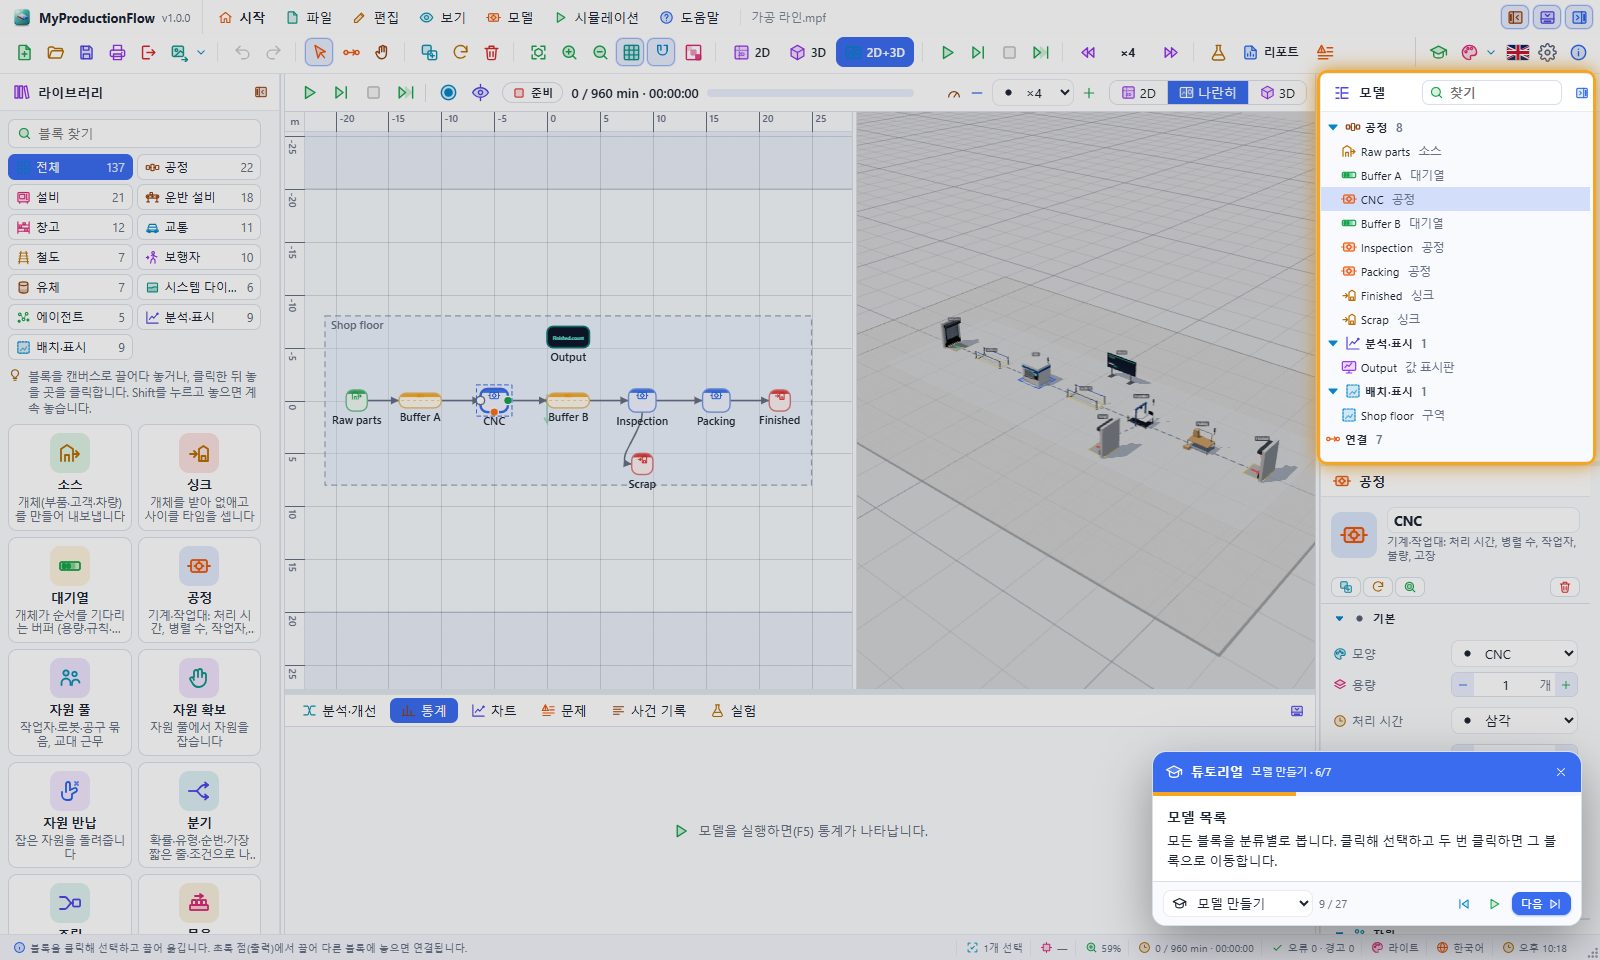 MyProductionFlow v1.0.0
시작
파일
편집
보기
모델
시뮬레이션
도움말
가공 라인.mpf
2D
3D
2D+3D
×4
리포트
라이브러리
블록 찾기
전체 137
공정 22
설비 21
운반 설비 18
창고 12
교통 11
철도 7
보행자 10
유체 7
시스템 다이... 6
에이전트 5
분석·표시 9
배치·표시 9
블록을 캔버스로 끌어다 놓거나, 클릭한 뒤 놓
을 곳을 클릭합니다. Shift를 누르고 놓으면 계
속 놓습니다.
소스
개체(부품·고객·차량)
를 만들어 내보냅니다
싱크
개체를 받아 없애고
사이클 타임을 셉니다
대기열
개체가 순서를 기다리
는 버퍼 (용량·규칙·...
공정
기계·작업대: 처리 시
간, 병렬 수, 작업자,..
자원 풀
작업자·로봇·공구 묶
음, 교대 근무
자원 확보
자원 풀에서 자원을
잡습니다
자원 반납
잡은 자원을 돌려줍니
다
분기
확률·유형·순번·가장
짧은 줄·조건으로 나..
준비
0 / 960 min · 00:00:00
×4
2D
나란히
3D
m
-20
-15
-10
-5
0
5
10
15
20
25
-25
-20
-15
-10
-5
0
5
10
15
20
25
Shop floor
Output
Raw parts
Buffer A
CNC
Buffer B
Inspection
Packing
Finished
Scrap
분석·개선
통계
차트
문제
사건 기록
실험
모델을 실행하면(F5) 통계가 나타납니다.
모델
찾기
공정 8
Raw parts 소스
Buffer A 대기열
CNC 공정
Buffer B 대기열
Inspection 공정
Packing 공정
Finished 싱크
Scrap 싱크
분석·표시 1
Output 값 표시판
배치·표시 1
Shop floor 구역
연결 7
공정
CNC
기계·작업대: 처리 시간, 병렬 수, 작업자,
불량, 고장
기본
모양
CNC
용량
1 개
처리 시간
삼각
튜토리얼 모델 만들기 · 6/7
모델 목록
모든 블록을 분류별로 봅니다. 클릭해 선택하고 두 번 클릭하면 그 블
록으로 이동합니다.
모델 만들기
9 / 27
다음
블록을 클릭해 선택하고 끌어 옮깁니다. 초록 점(출력)에서 끌어 다른 블록에 놓으면 연결됩니다.
1개 선택
—
59%
0 / 960 min · 00:00:00
오류 0 · 경고 0
라이트
한국어
오후 10:18